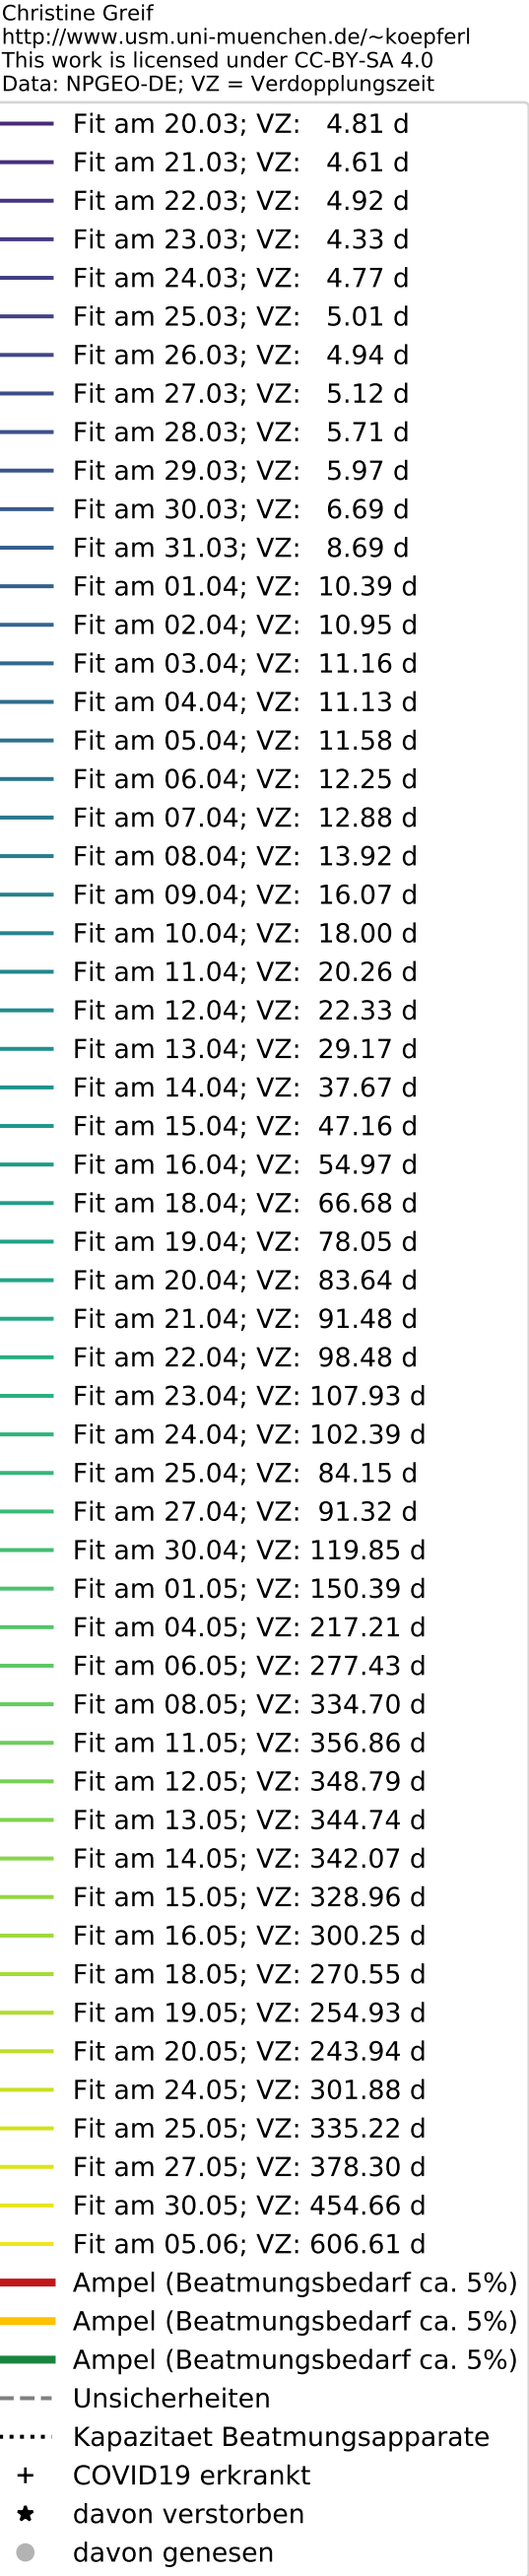 Christine Greif
http://www.usm.uni-muenchen.de/~koepferl
This work is licensed under CC-BY-SA 4.0
Data: NPGEO-DE; VZ = Verdopplungszeit
Fit am 20.03; VZ: 4.81 d
Fit am 21.03; VZ: 4.61 d
Fit am 22.03; VZ: 4.92 d
Fit am 23.03; VZ: 4.33 d
Fit am 24.03; VZ: 4.77 d
Fit am 25.03; VZ: 5.01 d
Fit am 26.03; VZ: 4.94 d
Fit am 27.03; VZ: 5.12 d
Fit am 28.03; VZ: 5.71 d
Fit am 29.03; VZ: 5.97 d
Fit am 30.03; VZ: 6.69 d
Fit am 31.03; VZ: 8.69 d
Fit am 01.04; VZ: 10.39 d
Fit am 02.04; VZ: 10.95 d
Fit am 03.04; VZ: 11.16 d
Fit am 04.04; VZ: 11.13 d
Fit am 05.04; VZ: 11.58 d
Fit am 06.04; VZ: 12.25 d
Fit am 07.04; VZ: 12.88 d
Fit am 08.04; VZ: 13.92 d
Fit am 09.04; VZ: 16.07 d
Fit am 10.04; VZ: 18.00 d
Fit am 11.04; VZ: 20.26 d
Fit am 12.04; VZ: 22.33 d
Fit am 13.04; VZ: 29.17 d
Fit am 14.04; VZ: 37.67 d
Fit am 15.04; VZ: 47.16 d
Fit am 16.04; VZ: 54.97 d
Fit am 18.04; VZ: 66.68 d
Fit am 19.04; VZ: 78.05 d
Fit am 20.04; VZ: 83.64 d
Fit am 21.04; VZ: 91.48 d
Fit am 22.04; VZ: 98.48 d
Fit am 23.04; VZ: 107.93 d
Fit am 24.04; VZ: 102.39 d
Fit am 25.04; VZ: 84.15 d
Fit am 27.04; VZ: 91.32 d
Fit am 30.04; VZ: 119.85 d
Fit am 01.05; VZ: 150.39 d
Fit am 04.05; VZ: 217.21 d
Fit am 06.05; VZ: 277.43 d
Fit am 08.05; VZ: 334.70 d
Fit am 11.05; VZ: 356.86 d
Fit am 12.05; VZ: 348.79 d
Fit am 13.05; VZ: 344.74 d
Fit am 14.05; VZ: 342.07 d
Fit am 15.05; VZ: 328.96 d
Fit am 16.05; VZ: 300.25 d
Fit am 18.05; VZ: 270.55 d
Fit am 19.05; VZ: 254.93 d
Fit am 20.05; VZ: 243.94 d
Fit am 24.05; VZ: 301.88 d
Fit am 25.05; VZ: 335.22 d
Fit am 27.05; VZ: 378.30 d
Fit am 30.05; VZ: 454.66 d
Fit am 05.06; VZ: 606.61 d
Ampel (Beatmungsbedarf ca. 5%)
Ampel (Beatmungsbedarf ca. 5%)
Ampel (Beatmungsbedarf ca. 5%)
Unsicherheiten
Kapazitaet Beatmungsapparate
COVID19 erkrankt
davon verstorben
davon genesen